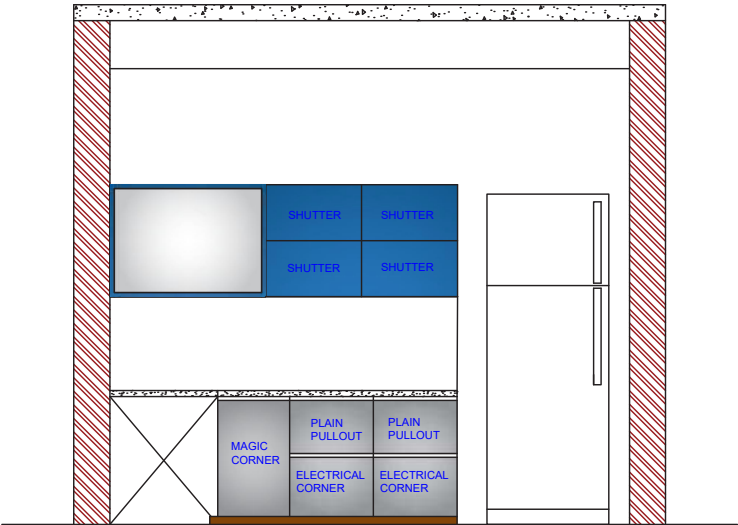 SHUTTER
SHUTTER
SHUTTER
SHUTTER
MAGIC
CORNER
PLAIN
PULLOUT
PLAIN
PULLOUT
ELECTRICAL
CORNER
ELECTRICAL
CORNER